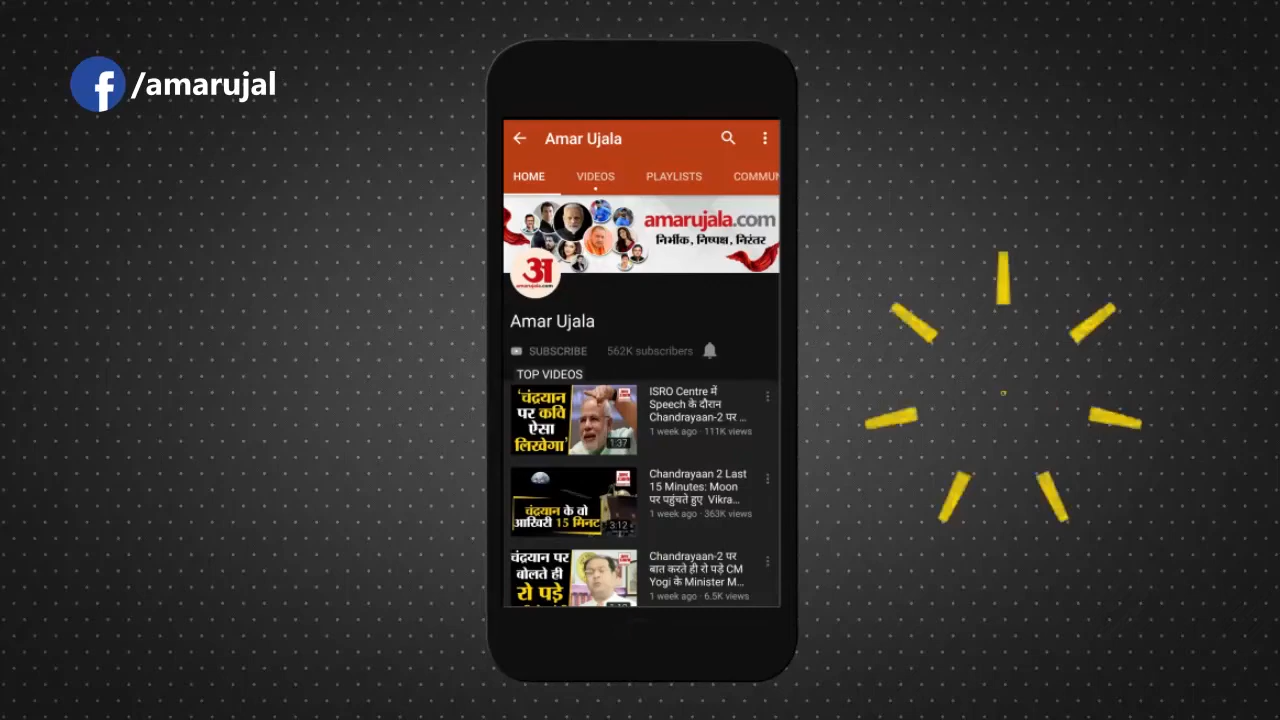 /amarujal
Amar Ujala
HOME VIDEOS PLAYLISTS COMMUN
amarujala.com
निर्भीक, निष्पक्ष, निरंतर
अ
amarujala.com
Amar Ujala
SUBSCRIBE 562K subscribers
TOP VIDEOS
'चंद्रयान
पर कवि
ऐसा
लिखेगा'
1:37
ISRO Centre में
Speech के दौरान
Chandrayaan-2 पर ...
1 week ago · 111K views
चंद्रयान के वो
आखिरी 15 मिनट
3:12
Chandrayaan 2 Last
15 Minutes: Moon
पर पहुंचते हुए Vikra...
1 week ago · 363K views
चंद्रयान पर
बोलते ही
रो पड़े
Chandrayaan-2 पर
बात करते ही रो पड़े CM
Yogi के Minister M...
1 week ago · 6.5K views